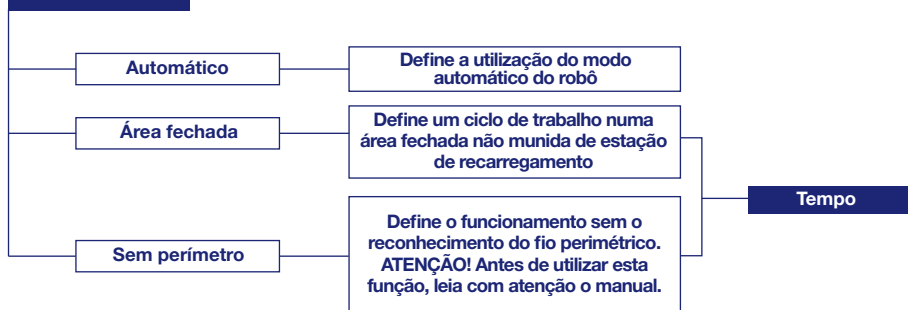 Automático
Define a utilização do modo
automático do robô
Área fechada
Define um ciclo de trabalho numa
área fechada não munida de estação
de recarregamento
Tempo
Sem perímetro
Define o funcionamento sem o
reconhecimento do fio perimétrico.
ATENÇÃO! Antes de utilizar esta
função, leia com atenção o manual.